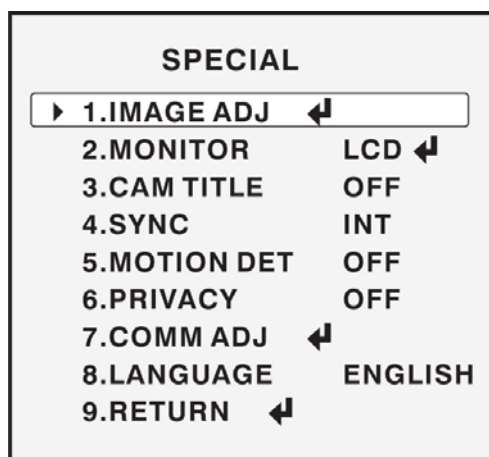 SPECIAL
1.IMAGE ADJ ↲
2.MONITOR LCD ↲
3.CAM TITLE OFF
4.SYNC INT
5.MOTION DET OFF
6.PRIVACY OFF
7.COMM ADJ ↲
8.LANGUAGE ENGLISH
9.RETURN ↲